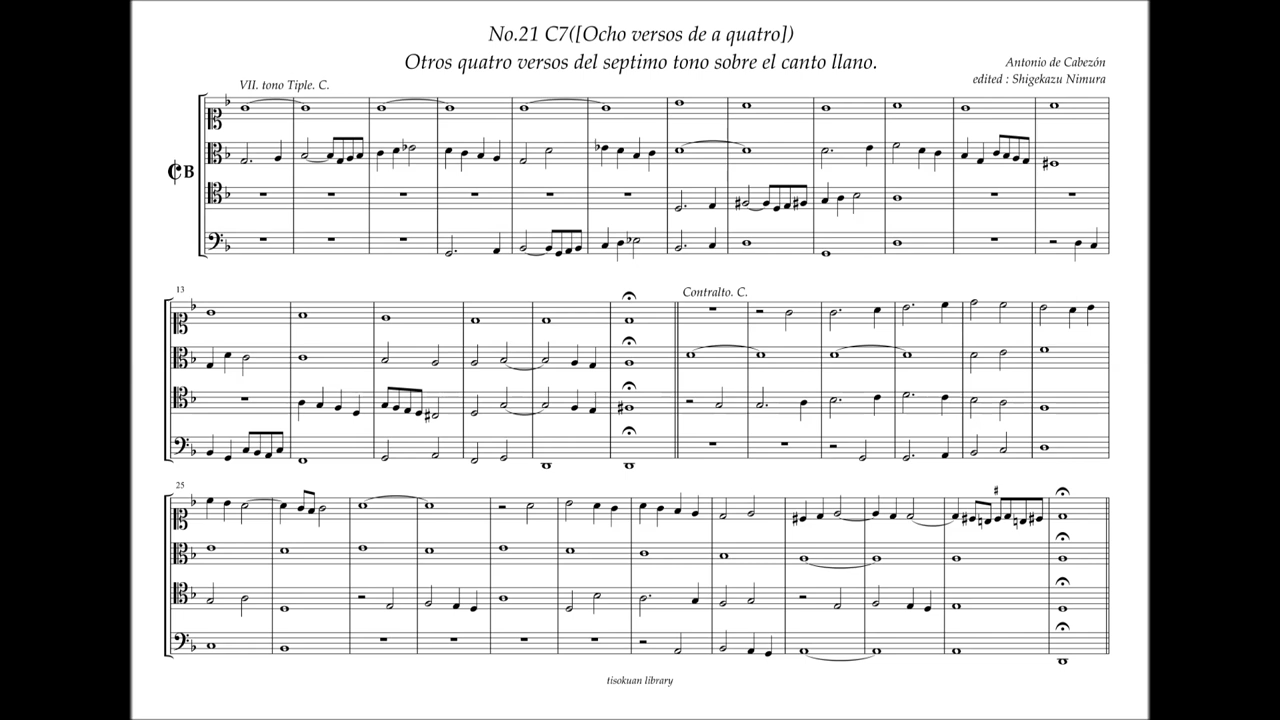 No.21 C7([Ocho versos de a quatro])
Otros quatro versos del septimo tono sobre el canto llano.
Antonio de Cabezón
edited : Shigekazu Nimura
VII. tono Tiple. C.
B
13
Contralto. C.
25
tisokuan library